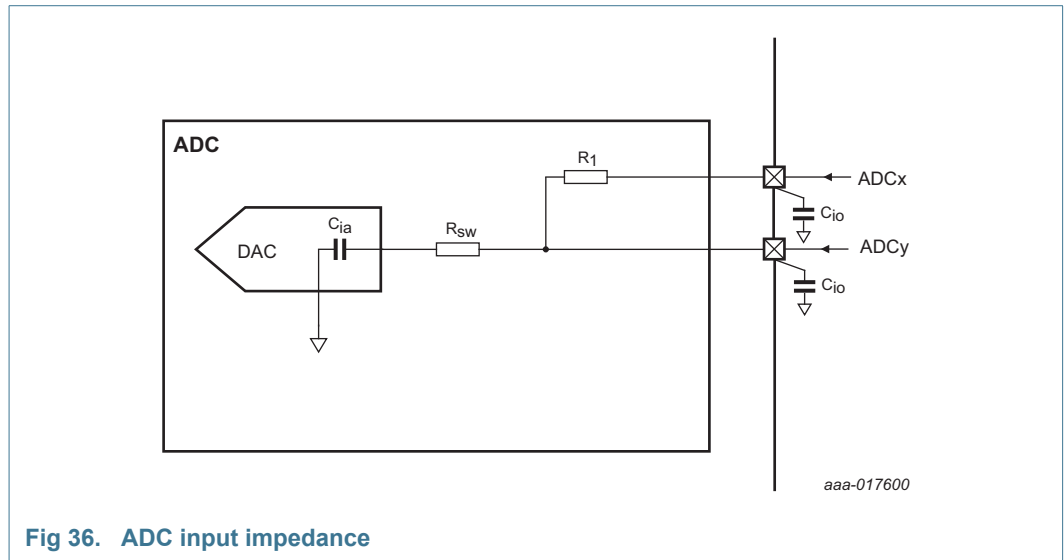 ADC
R1
ADCx
Cio
Cia
Rsw
DAC
ADCy
Cio
aaa-017600
Fig 36. ADC input impedance